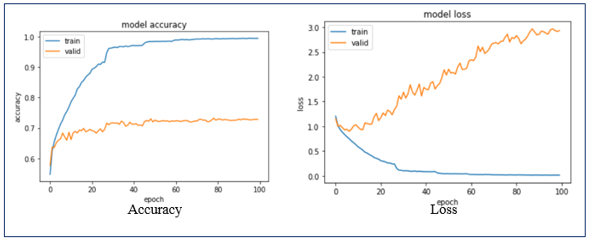 model accuracy
1.0
0.9
0.8
0.7
0.6
accuracy
train
valid
0
20
40
60
80
100
epoch
Accuracy
model loss
3.0
2.5
2.0
1.5
1.0
0.5
0.0
loss
train
valid
0
20
40
60
80
100
epoch
Loss